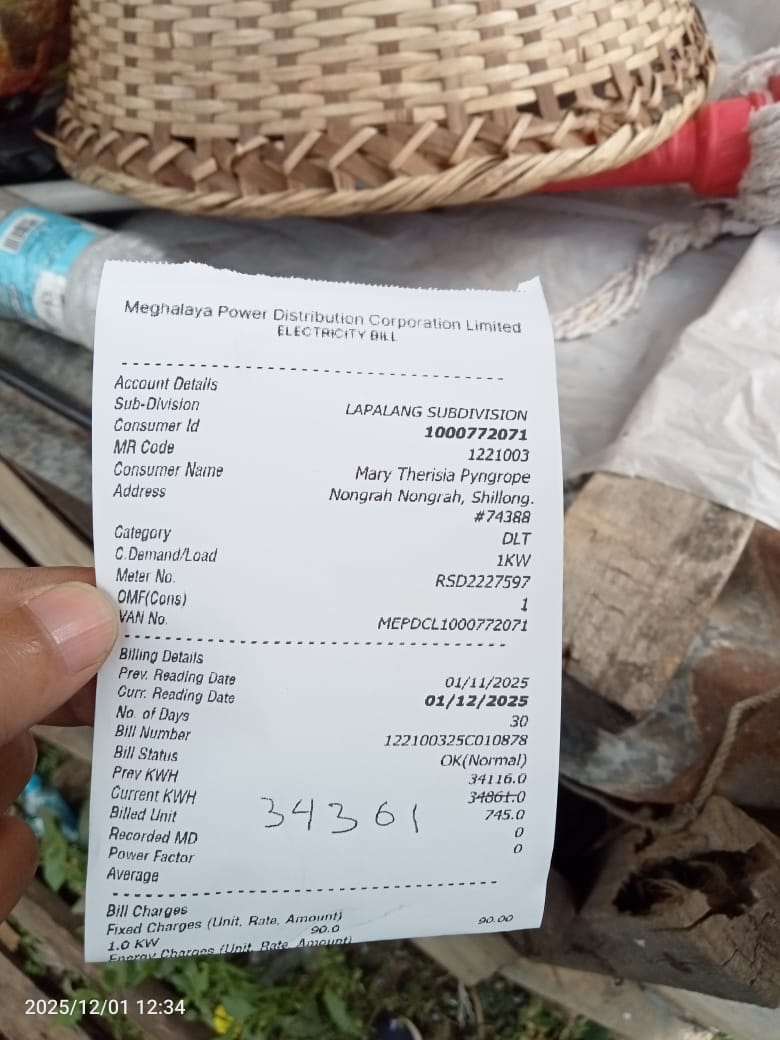 Meghalaya Power Distribution Corporation Limited
ELECTRICITY BILL
Account Details
Sub-Division LAPALANG SUBDIVISION
Consumer Id 1000772071
MR Code 1221003
Consumer Name Mary Therisia Pyngrope
Address Nongrah Nongrah, Shillong.
#74388
Category DLT
C.Demand/Load 1KW
Meter No. RSD2227597
OMF(Cons) 1
VAN No. MEPDCL1000772071
Billing Details
Prev. Reading Date 01/11/2025
Curr. Reading Date 01/12/2025
No. of Days 30
Bill Number 122100325C010878
Bill Status OK(Normal)
Prev KWH 34116.0
Current KWH 34861.0
34361
Billed Unit 745.0
Recorded MD 0
Power Factor 0
Average
Bill Charges
Fixed Charges (Unit, Rate, Amount)
1.0 KW 90.0 90.00
Energy Charges (Unit, Rate, Amount)
2025/12/01 12:34